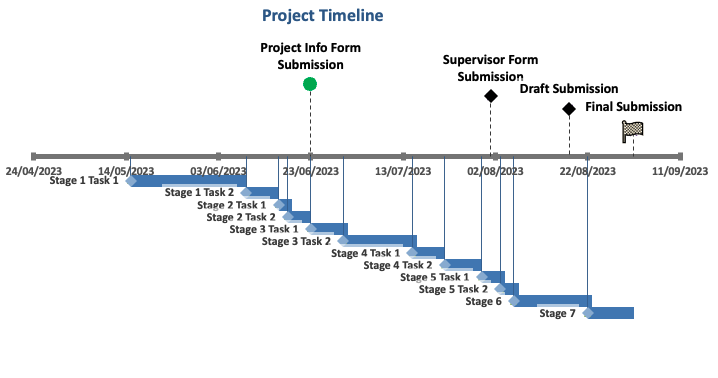 Project Timeline
Project Info Form
Submission
Supervisor Form
Submission
Draft Submission
Final Submission
24/04/2023
14/05/2023
03/06/2023
23/06/2023
13/07/2023
02/08/2023
22/08/2023
11/09/2023
Stage 1 Task 1
Stage 1 Task 2
Stage 2 Task 1
Stage 2 Task 2
Stage 3 Task 1
Stage 3 Task 2
Stage 4 Task 1
Stage 4 Task 2
Stage 5 Task 1
Stage 5 Task 2
Stage 6
Stage 7